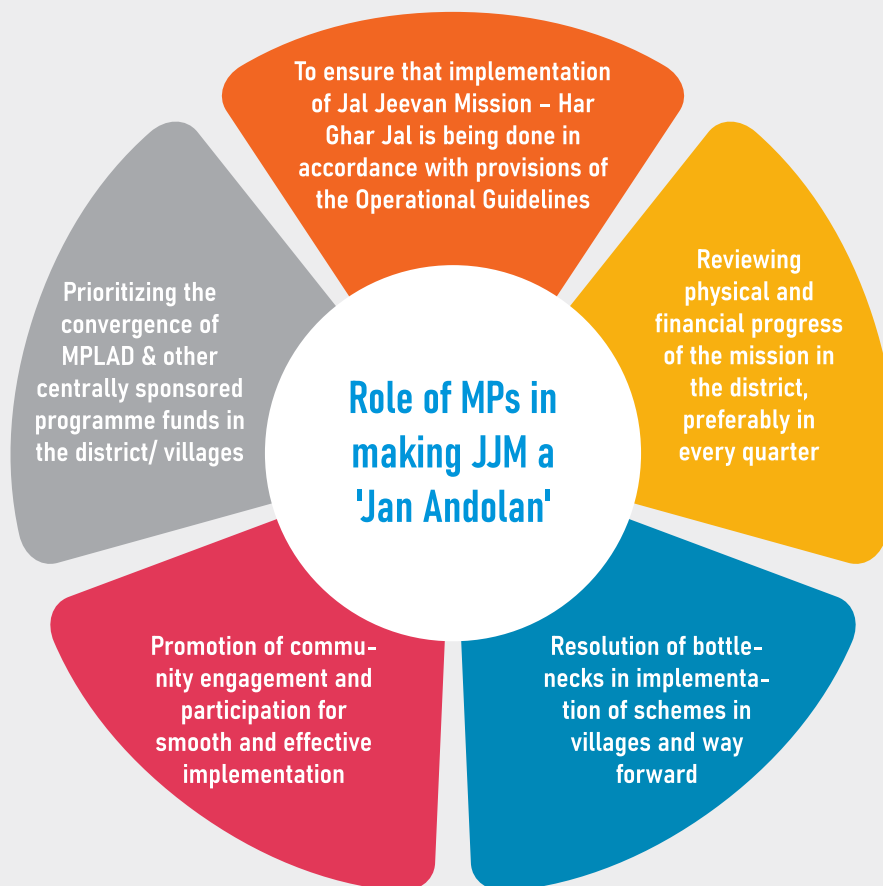 Role of MPs in
making JJM a
'Jan Andolan'
To ensure that implementation
of Jal Jeevan Mission – Har
Ghar Jal is being done in
accordance with provisions of
the Operational Guidelines
Reviewing
physical and
financial progress
of the mission in
the district,
preferably in
every quarter
Resolution of bottle-
necks in implementa-
tion of schemes in
villages and way
forward
Promotion of commu-
nity engagement and
participation for
smooth and effective
implementation
Prioritizing the
convergence of
MPLAD & other
centrally sponsored
programme funds in
the district/ villages